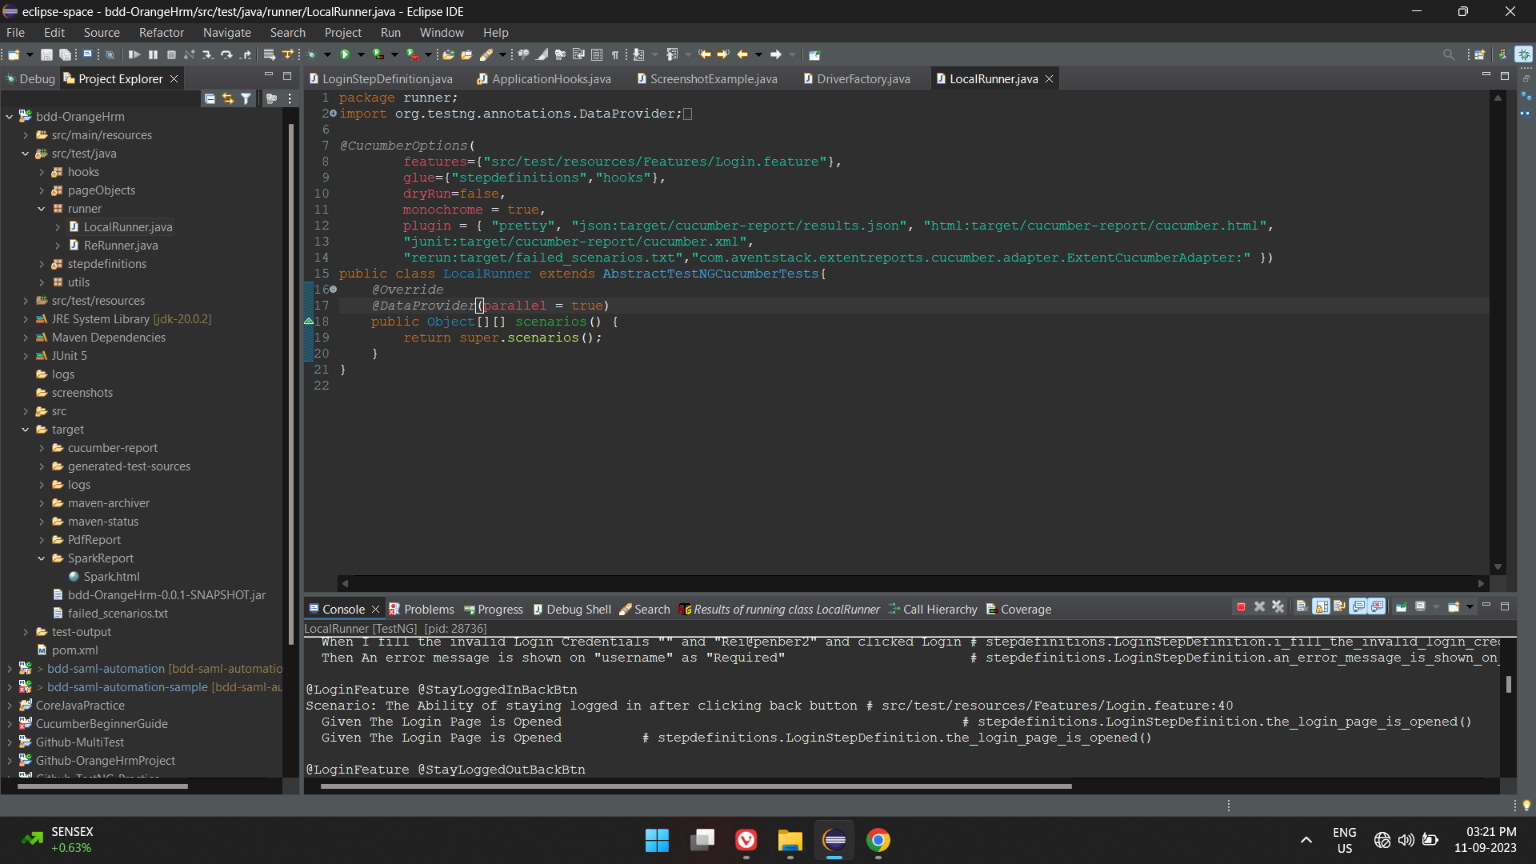 eclipse-space - bdd-OrangeHrm/src/test/java/runner/LocalRunner.java - Eclipse IDE
File Edit Source Refactor Navigate Search Project Run Window Help
Debug Project Explorer
LoginStepDefinition.java ApplicationHooks.java ScreenshotExample.java DriverFactory.java LocalRunner.java
bdd-OrangeHrm
src/main/resources
src/test/java
hooks
pageObjects
runner
LocalRunner.java
ReRunner.java
stepdefinitions
utils
src/test/resources
JRE System Library [jdk-20.0.2]
Maven Dependencies
JUnit 5
logs
screenshots
src
target
cucumber-report
generated-test-sources
logs
maven-archiver
maven-status
PdfReport
SparkReport
Spark.html
bdd-OrangeHrm-0.0.1-SNAPSHOT.jar
failed_scenarios.txt
test-output
pom.xml
> bdd-saml-automation [bdd-saml-automatio
> bdd-saml-automation-sample [bdd-saml-au
CoreJavaPractice
CucumberBeginnerGuide
Github-MultiTest
Github-OrangeHrmProject
Github-TestNG-Practice
1 package runner;
2 import org.testng.annotations.DataProvider;
6
7 @CucumberOptions(
8 features={"src/test/resources/Features/Login.feature"},
9 glue={"stepdefinitions","hooks"},
10 dryRun=false,
11 monochrome = true,
12 plugin = { "pretty", "json:target/cucumber-report/results.json", "html:target/cucumber-report/cucumber.html",
13 "junit:target/cucumber-report/cucumber.xml",
14 "rerun:target/failed_scenarios.txt","com.aventstack.extentreports.cucumber.adapter.ExtentCucumberAdapter:" })
15 public class LocalRunner extends AbstractTestNGCucumberTests{
16 @Override
17 @DataProvider(parallel = true)
18 public Object[][] scenarios() {
19 return super.scenarios();
20 }
21 }
22
Console Problems Progress Debug Shell Search Results of running class LocalRunner Call Hierarchy Coverage
LocalRunner [TestNG] [pid: 28736]
When I fill the invalid Login Credentials "" and "Rei@penber2" and clicked Login # stepdefinitions.LoginStepDefinition.i_fill_the_invalid_login_cre
Then An error message is shown on "username" as "Required" # stepdefinitions.LoginStepDefinition.an_error_message_is_shown_on_
@LoginFeature @StayLoggedInBackBtn
Scenario: The Ability of staying logged in after clicking back button # src/test/resources/Features/Login.feature:40
Given The Login Page is Opened # stepdefinitions.LoginStepDefinition.the_login_page_is_opened()
Given The Login Page is Opened # stepdefinitions.LoginStepDefinition.the_login_page_is_opened()
@LoginFeature @StayLoggedOutBackBtn
SENSEX
+0.63%
ENG
US
03:21 PM
11-09-2023